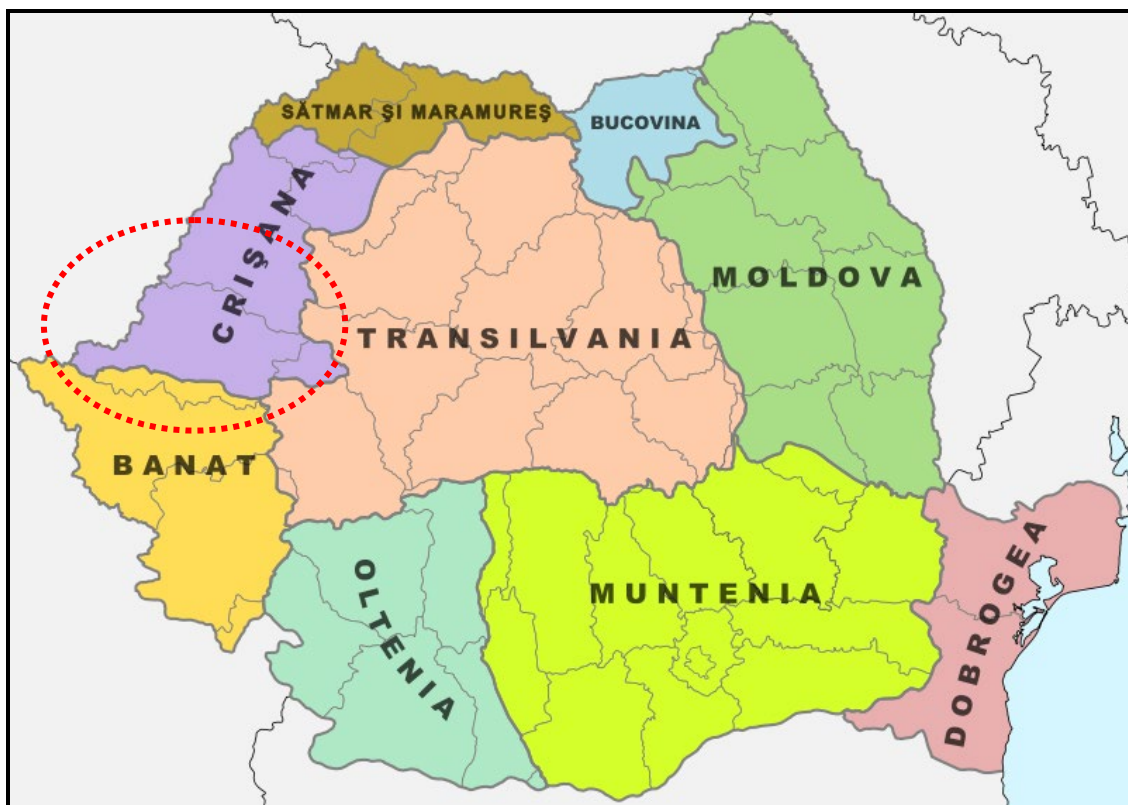 SĂTMAR ŞI MARAMUREŞ
BUCOVINA
CRIŞANA
MOLDOVA
TRANSILVANIA
BANAT
OLTENIA
MUNTENIA
DOBROGEA